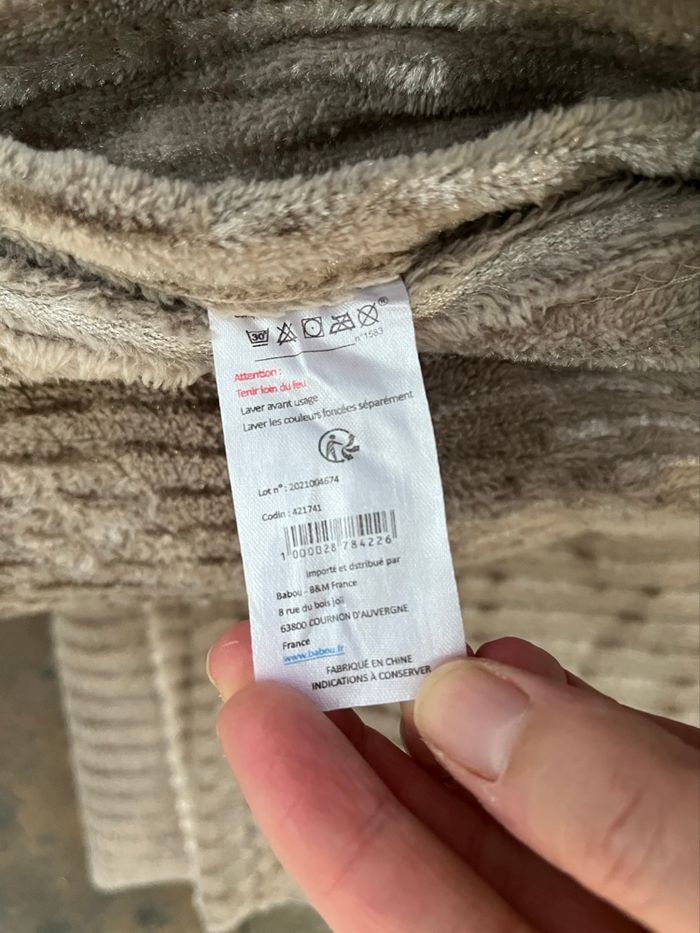 30°
®
n°1583
Attention :
Tenir loin du feu
Laver avant usage
Laver les couleurs foncées séparément
Lot n° : 2021004674
Codin : 421741
1 000028 784226
Importé et dstribué par
Babou - B&M France
8 rue du bois joli
63800 COURNON D'AUVERGNE
France
www.babou.fr
FABRIQUÉ EN CHINE
INDICATIONS À CONSERVER